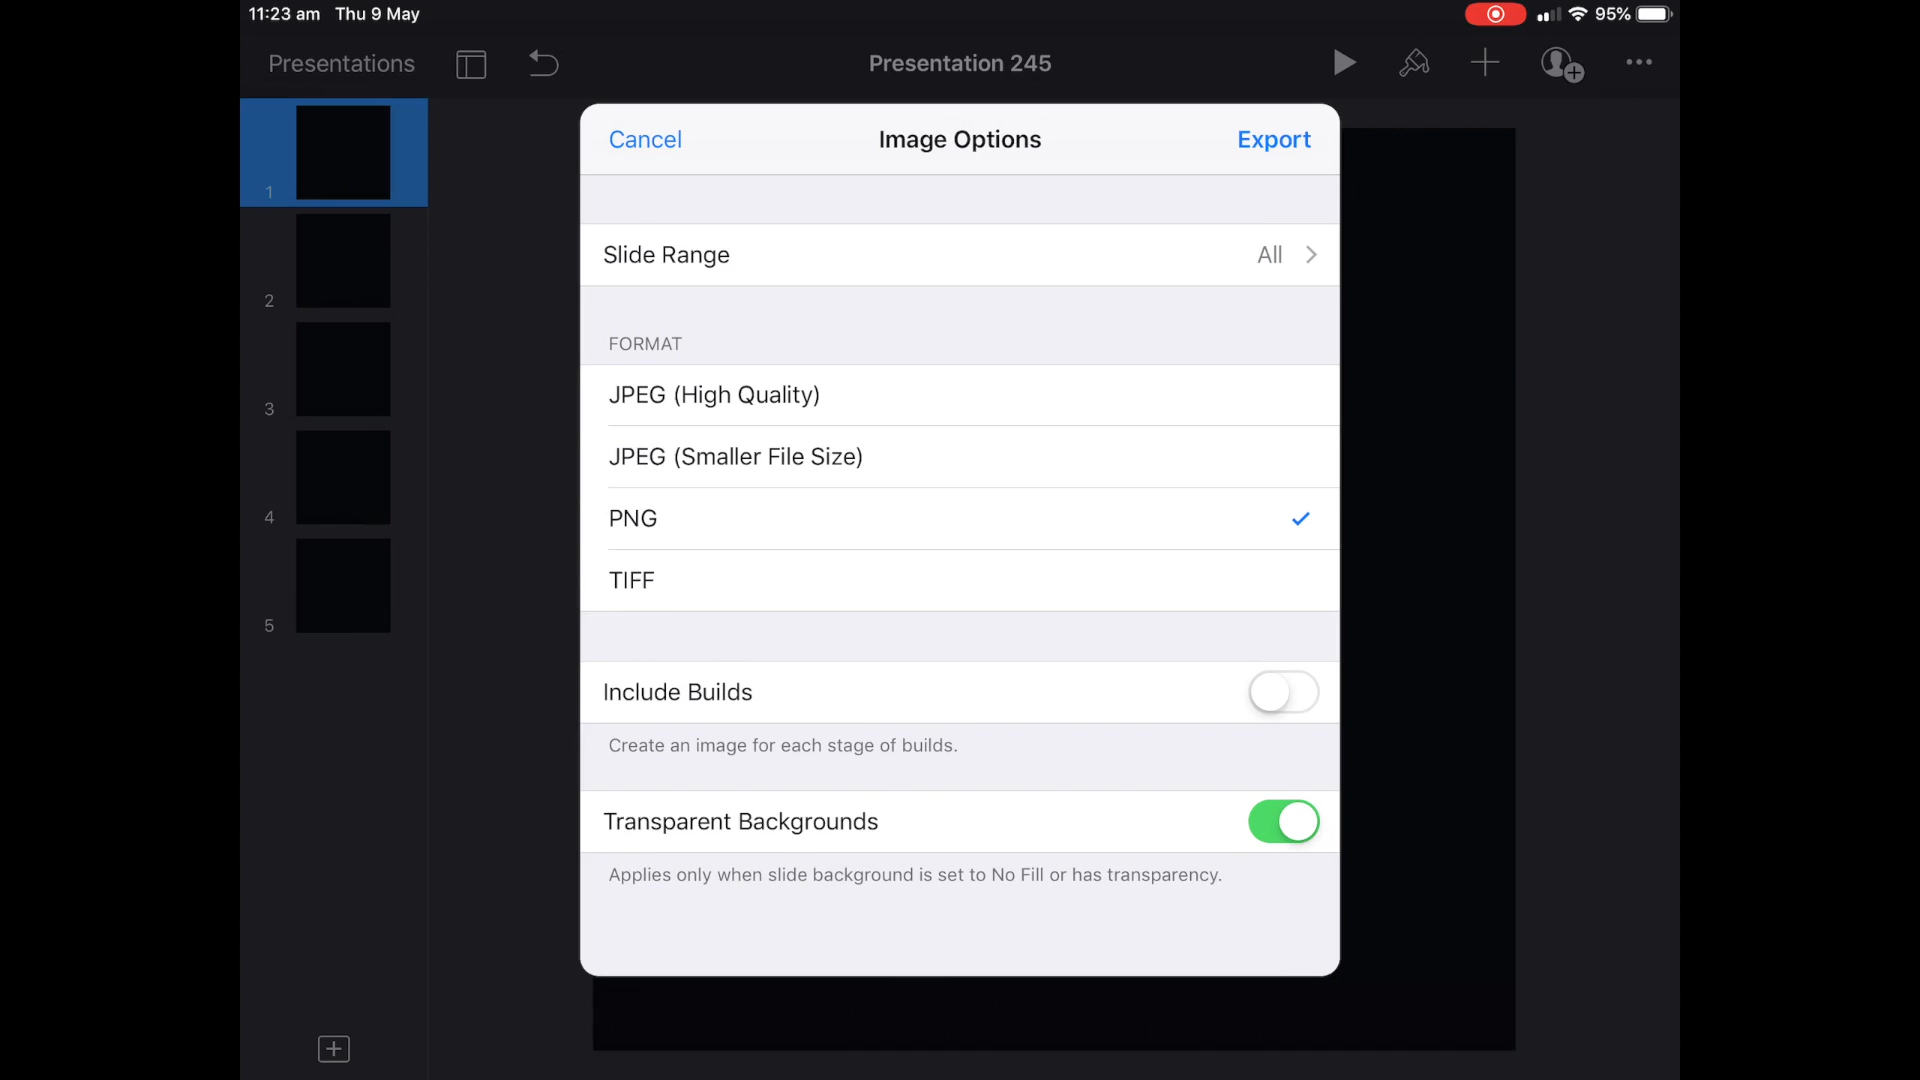 11:23 am Thu 9 May
95%
Presentations
Presentation 245
Cancel
Image Options
Export
Slide Range
All
FORMAT
JPEG (High Quality)
JPEG (Smaller File Size)
PNG
TIFF
Include Builds
Create an image for each stage of builds.
Transparent Backgrounds
Applies only when slide background is set to No Fill or has transparency.
1
2
3
4
5